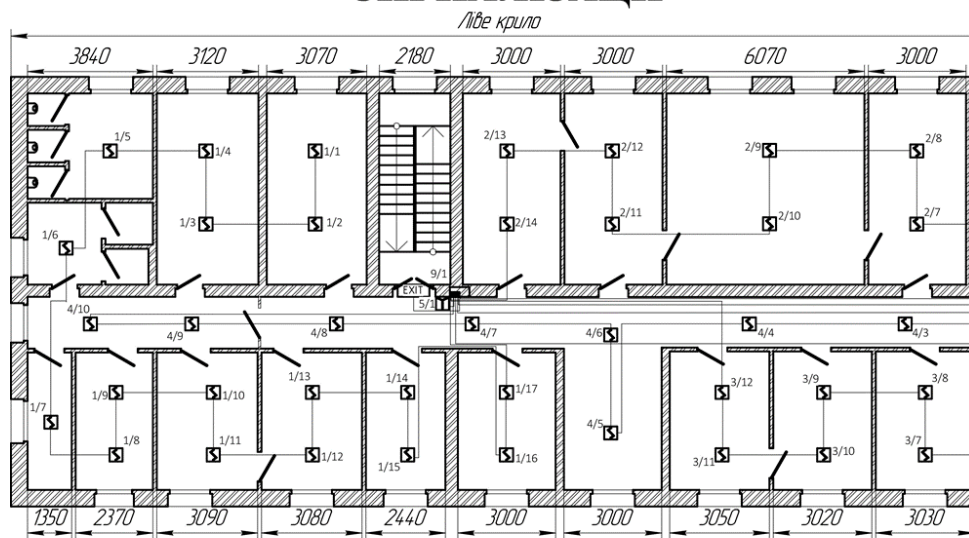 Ліве крило
3840 3120 3070 2180 3000 3000 6070 3000
1/5 1/4 1/1 2/13 2/12 2/9 2/8
1/3 1/2 2/14 2/11 2/10 2/7
1/6 9/1
EXIT 5/1
4/10 4/9 4/8 4/7 4/6 4/4 4/3
1/7 1/9 1/10 1/13 1/14 1/17 3/12 3/9 3/8
1/8 1/11 1/12 1/15 1/16 4/5 3/11 3/10 3/7
1350 2370 3090 3080 2440 3000 3000 3050 3020 3030